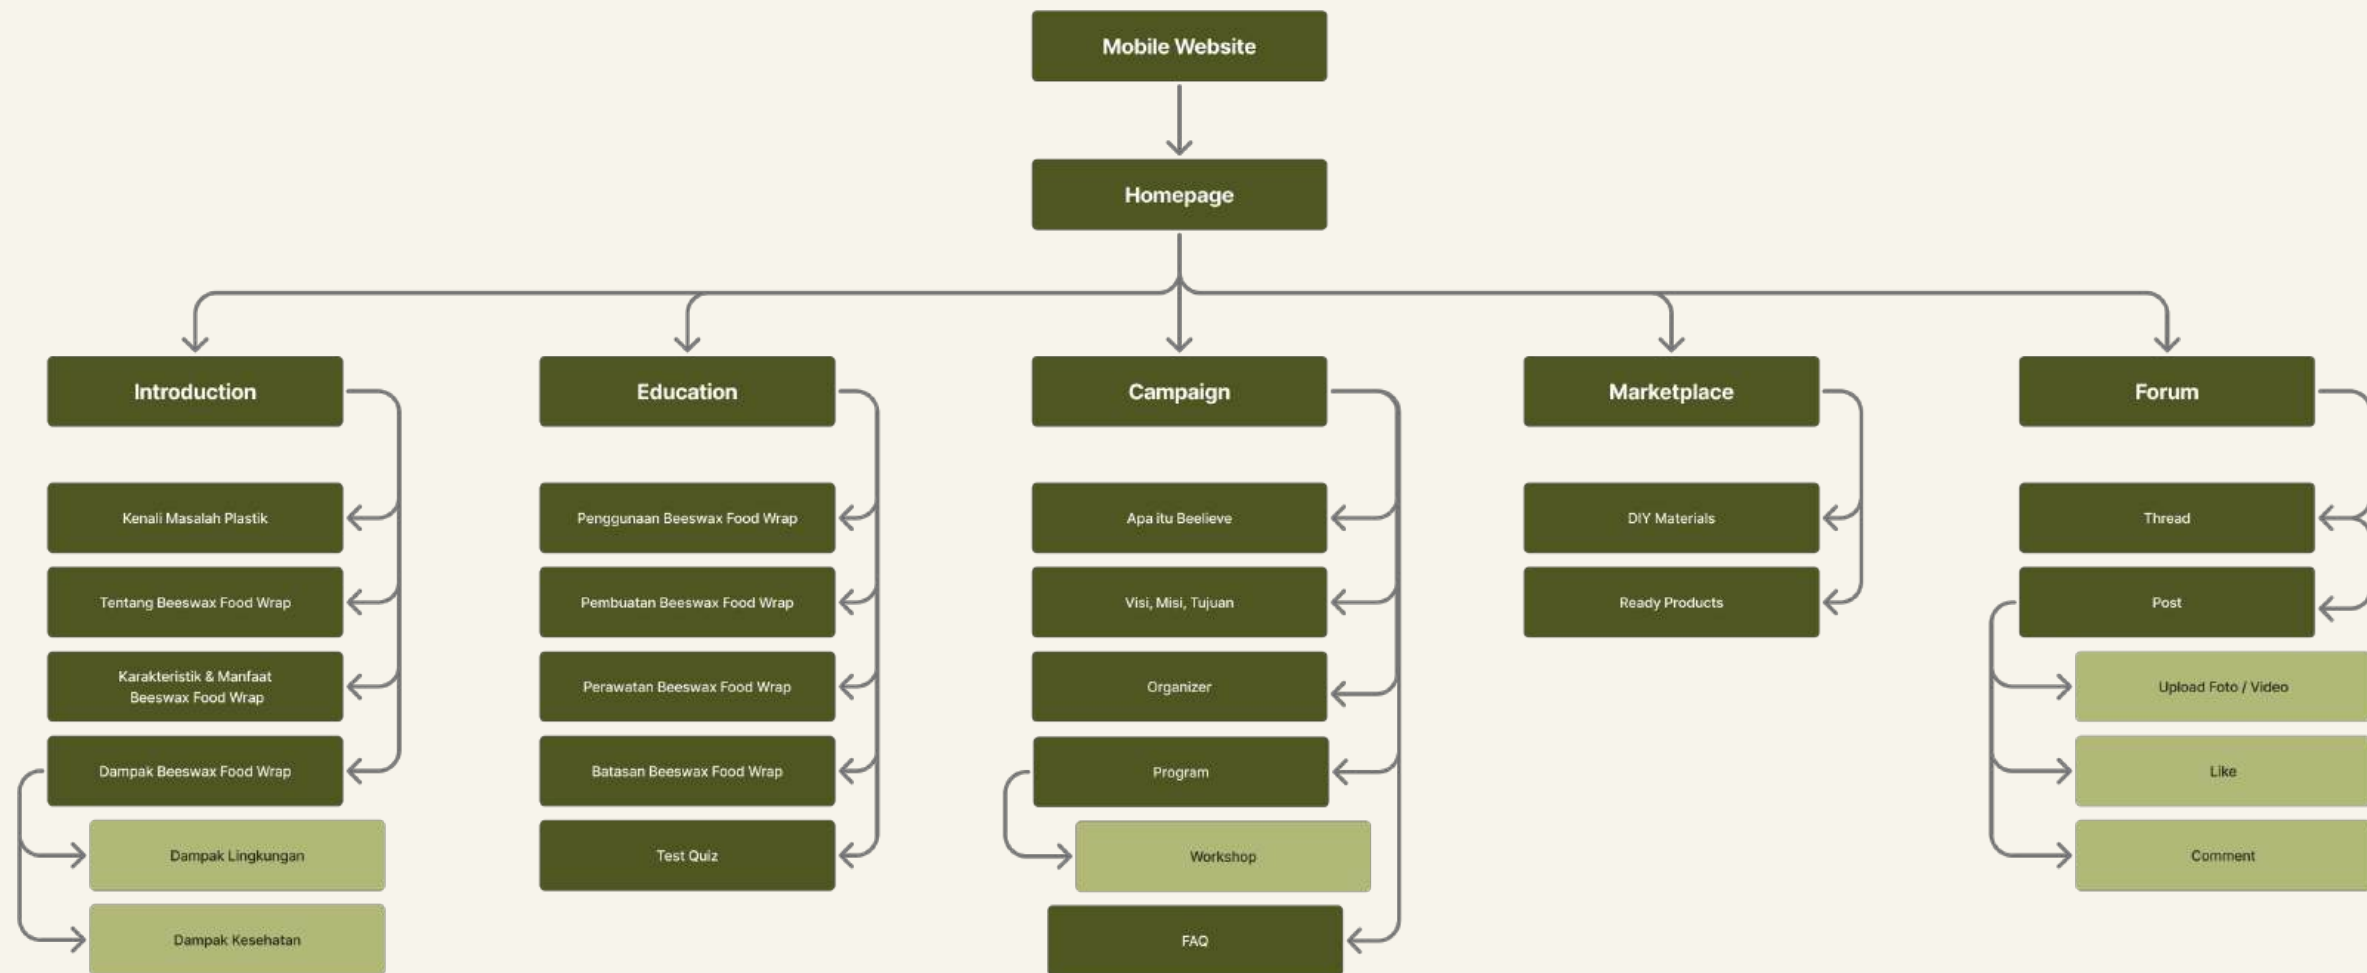 Mobile Website
Homepage
Introduction
Kenali Masalah Plastik
Tentang Beeswax Food Wrap
Karakteristik & Manfaat
Beeswax Food Wrap
Dampak Beeswax Food Wrap
Dampak Lingkungan
Dampak Kesehatan
Education
Penggunaan Beeswax Food Wrap
Pembuatan Beeswax Food Wrap
Perawatan Beeswax Food Wrap
Batasan Beeswax Food Wrap
Test Quiz
Campaign
Apa itu Beelieve
Visi, Misi, Tujuan
Organizer
Program
Workshop
FAQ
Marketplace
DIY Materials
Ready Products
Forum
Thread
Post
Upload Foto / Video
Like
Comment